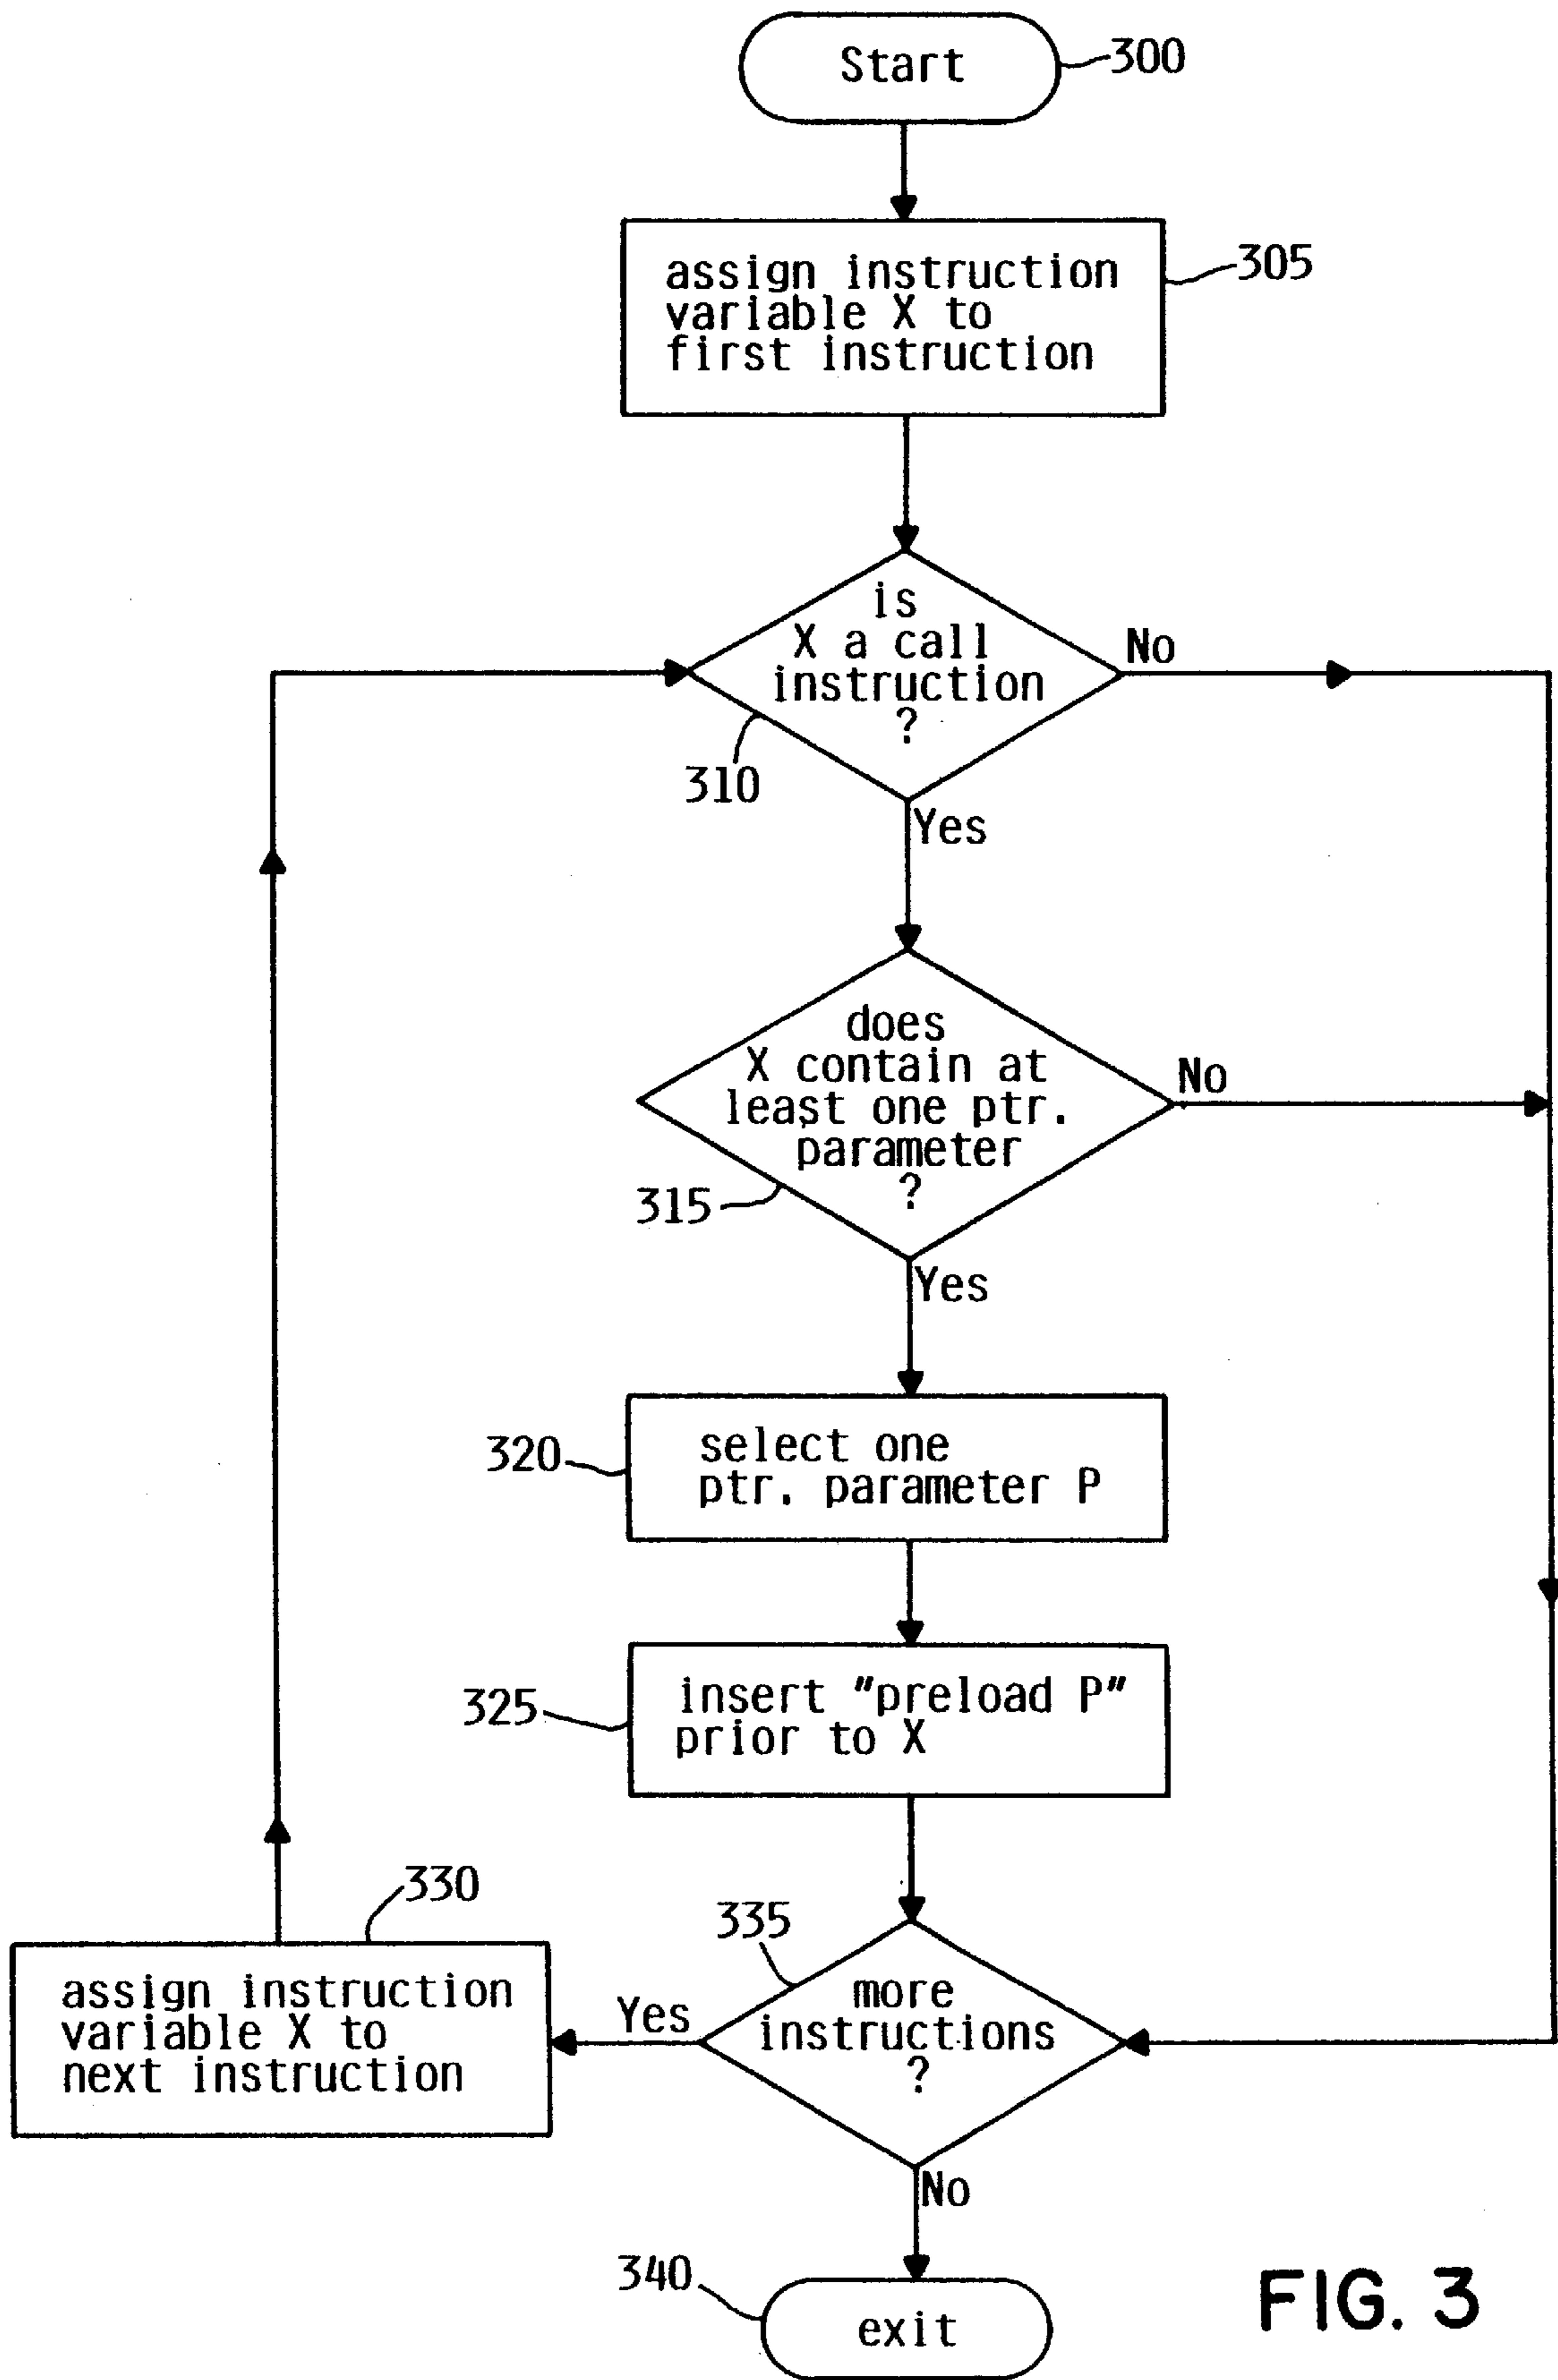 Start
300
assign instruction
variable X to
first instruction
305
is
X a call
instruction
?
No
310
Yes
does
X contain at
least one ptr.
parameter
?
No
315
Yes
320
select one
ptr. parameter P
325
insert "preload P"
prior to X
330
335
assign instruction
variable X to
next instruction
Yes
more
instructions
?
No
340
exit
FIG. 3